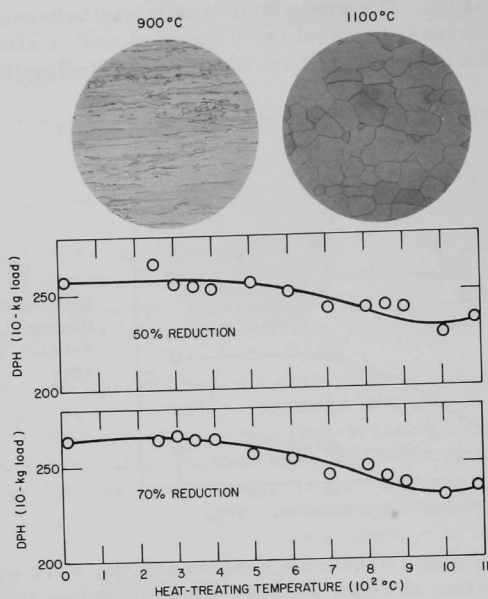 900°C 1100°C
DPH (10-kg load)
250
200
50% REDUCTION
DPH (10-kg load)
250
200
70% REDUCTION
0 1 2 3 4 5 6 7 8 9 10 11
HEAT-TREATING TEMPERATURE (10² °C)